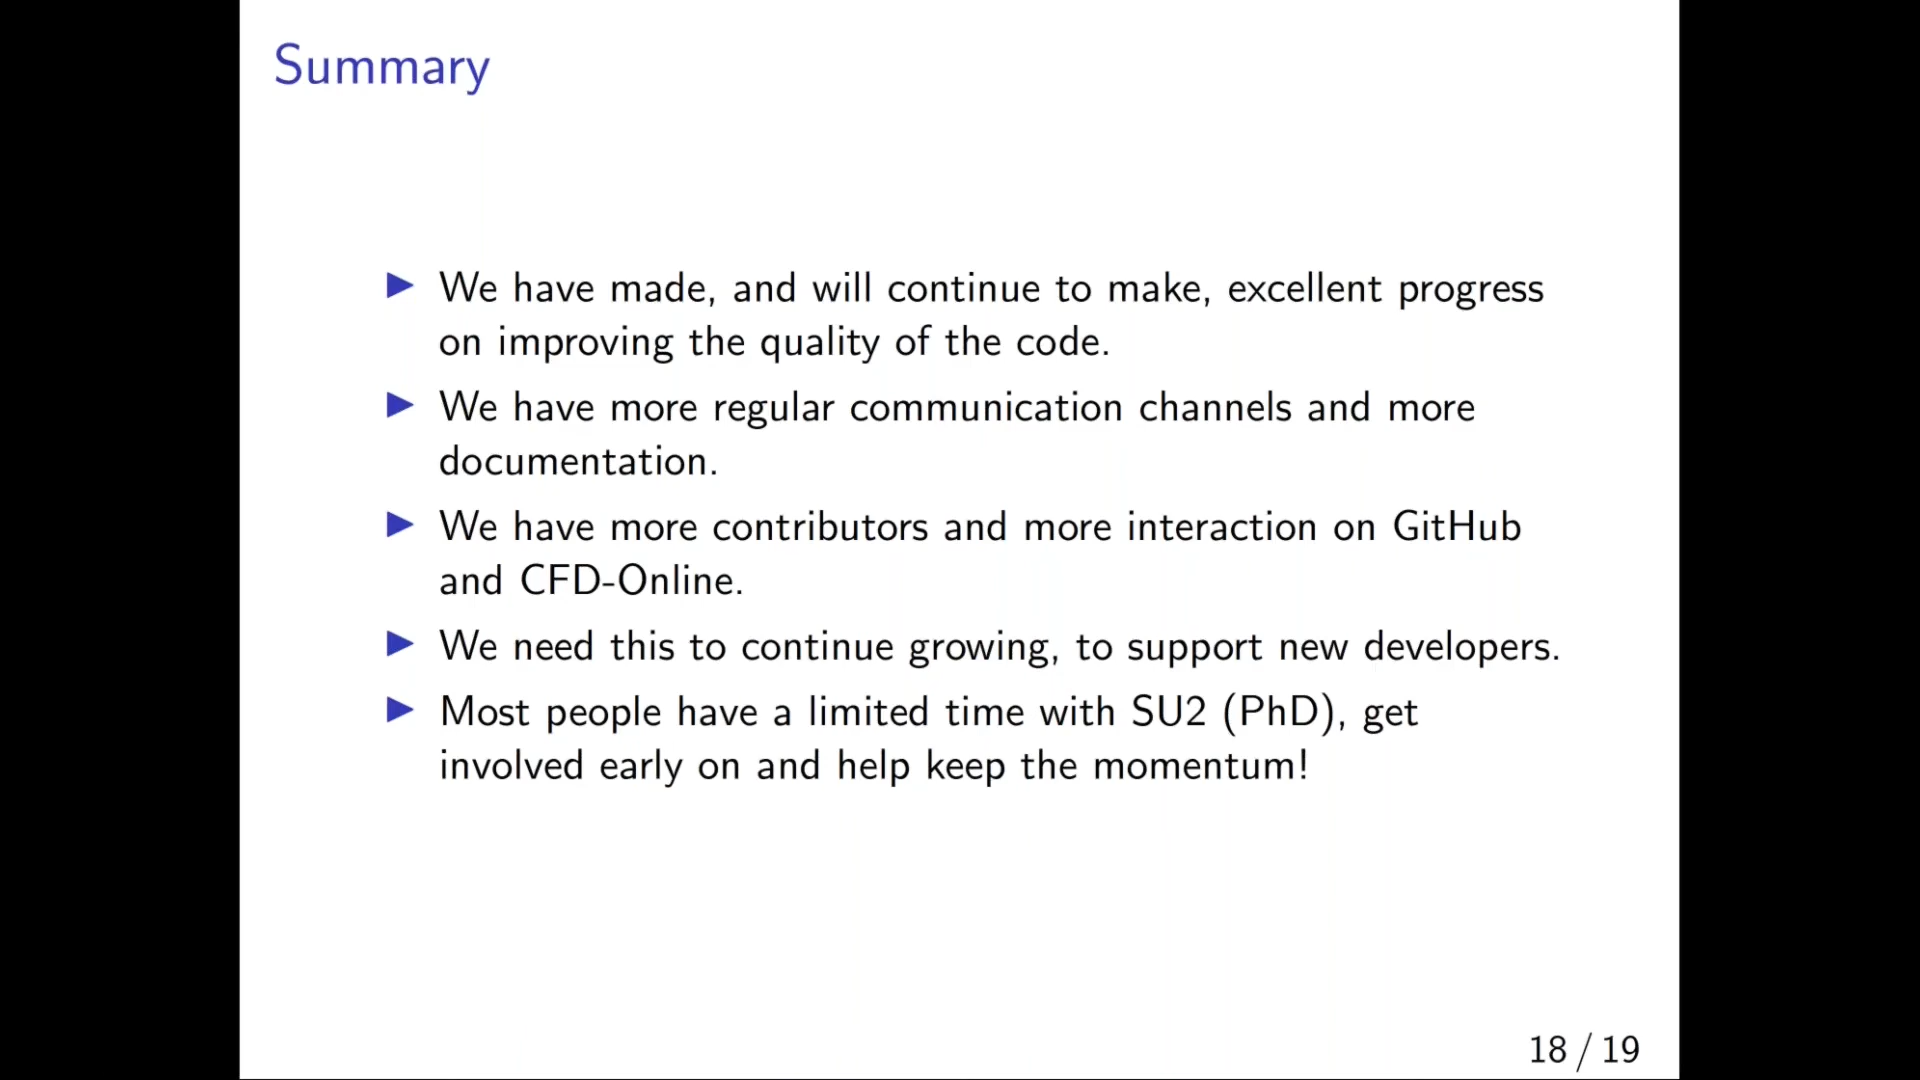 Summary
We have made, and will continue to make, excellent progress
on improving the quality of the code.
We have more regular communication channels and more
documentation.
We have more contributors and more interaction on GitHub
and CFD-Online.
We need this to continue growing, to support new developers.
Most people have a limited time with SU2 (PhD), get
involved early on and help keep the momentum!
18 / 19